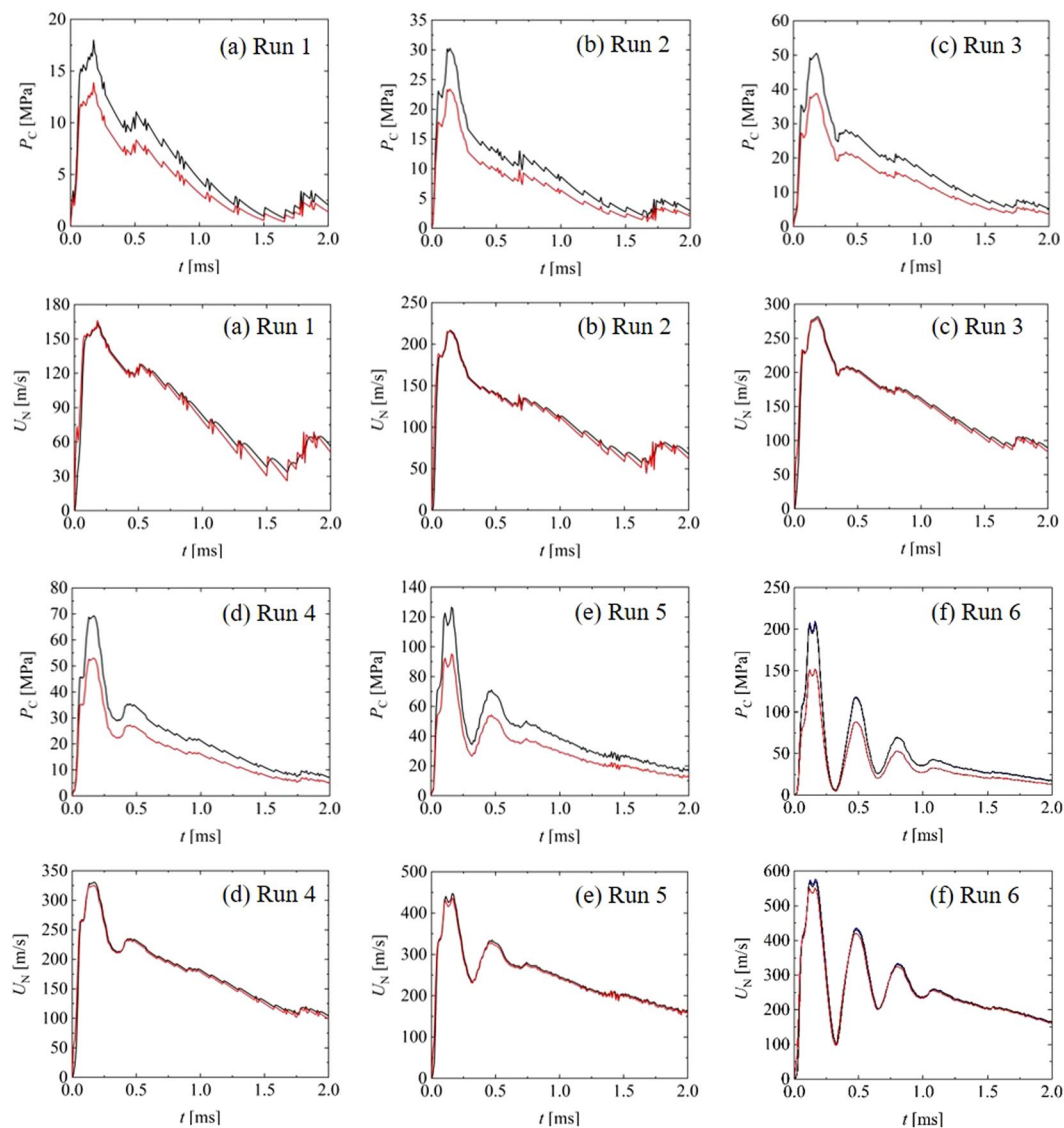 (a) Run 1
P_C [MPa]
20
15
10
5
0
0.0 0.5 1.0 1.5 2.0
t [ms]
(b) Run 2
P_C [MPa]
35
30
25
20
15
10
5
0
0.0 0.5 1.0 1.5 2.0
t [ms]
(c) Run 3
P_C [MPa]
60
50
40
30
20
10
0
0.0 0.5 1.0 1.5 2.0
t [ms]
(a) Run 1
U_N [m/s]
180
150
120
90
60
30
0
0.0 0.5 1.0 1.5 2.0
t [ms]
(b) Run 2
U_N [m/s]
250
200
150
100
50
0
0.0 0.5 1.0 1.5 2.0
t [ms]
(c) Run 3
U_N [m/s]
300
250
200
150
100
50
0
0.0 0.5 1.0 1.5 2.0
t [ms]
(d) Run 4
P_C [MPa]
80
70
60
50
40
30
20
10
0
0.0 0.5 1.0 1.5 2.0
t [ms]
(e) Run 5
P_C [MPa]
140
120
100
80
60
40
20
0
0.0 0.5 1.0 1.5 2.0
t [ms]
(f) Run 6
P_C [MPa]
250
200
150
100
50
0
0.0 0.5 1.0 1.5 2.0
t [ms]
(d) Run 4
U_N [m/s]
350
300
250
200
150
100
50
0
0.0 0.5 1.0 1.5 2.0
t [ms]
(e) Run 5
U_N [m/s]
500
400
300
200
100
0
0.0 0.5 1.0 1.5 2.0
t [ms]
(f) Run 6
U_N [m/s]
600
500
400
300
200
100
0
0.0 0.5 1.0 1.5 2.0
t [ms]